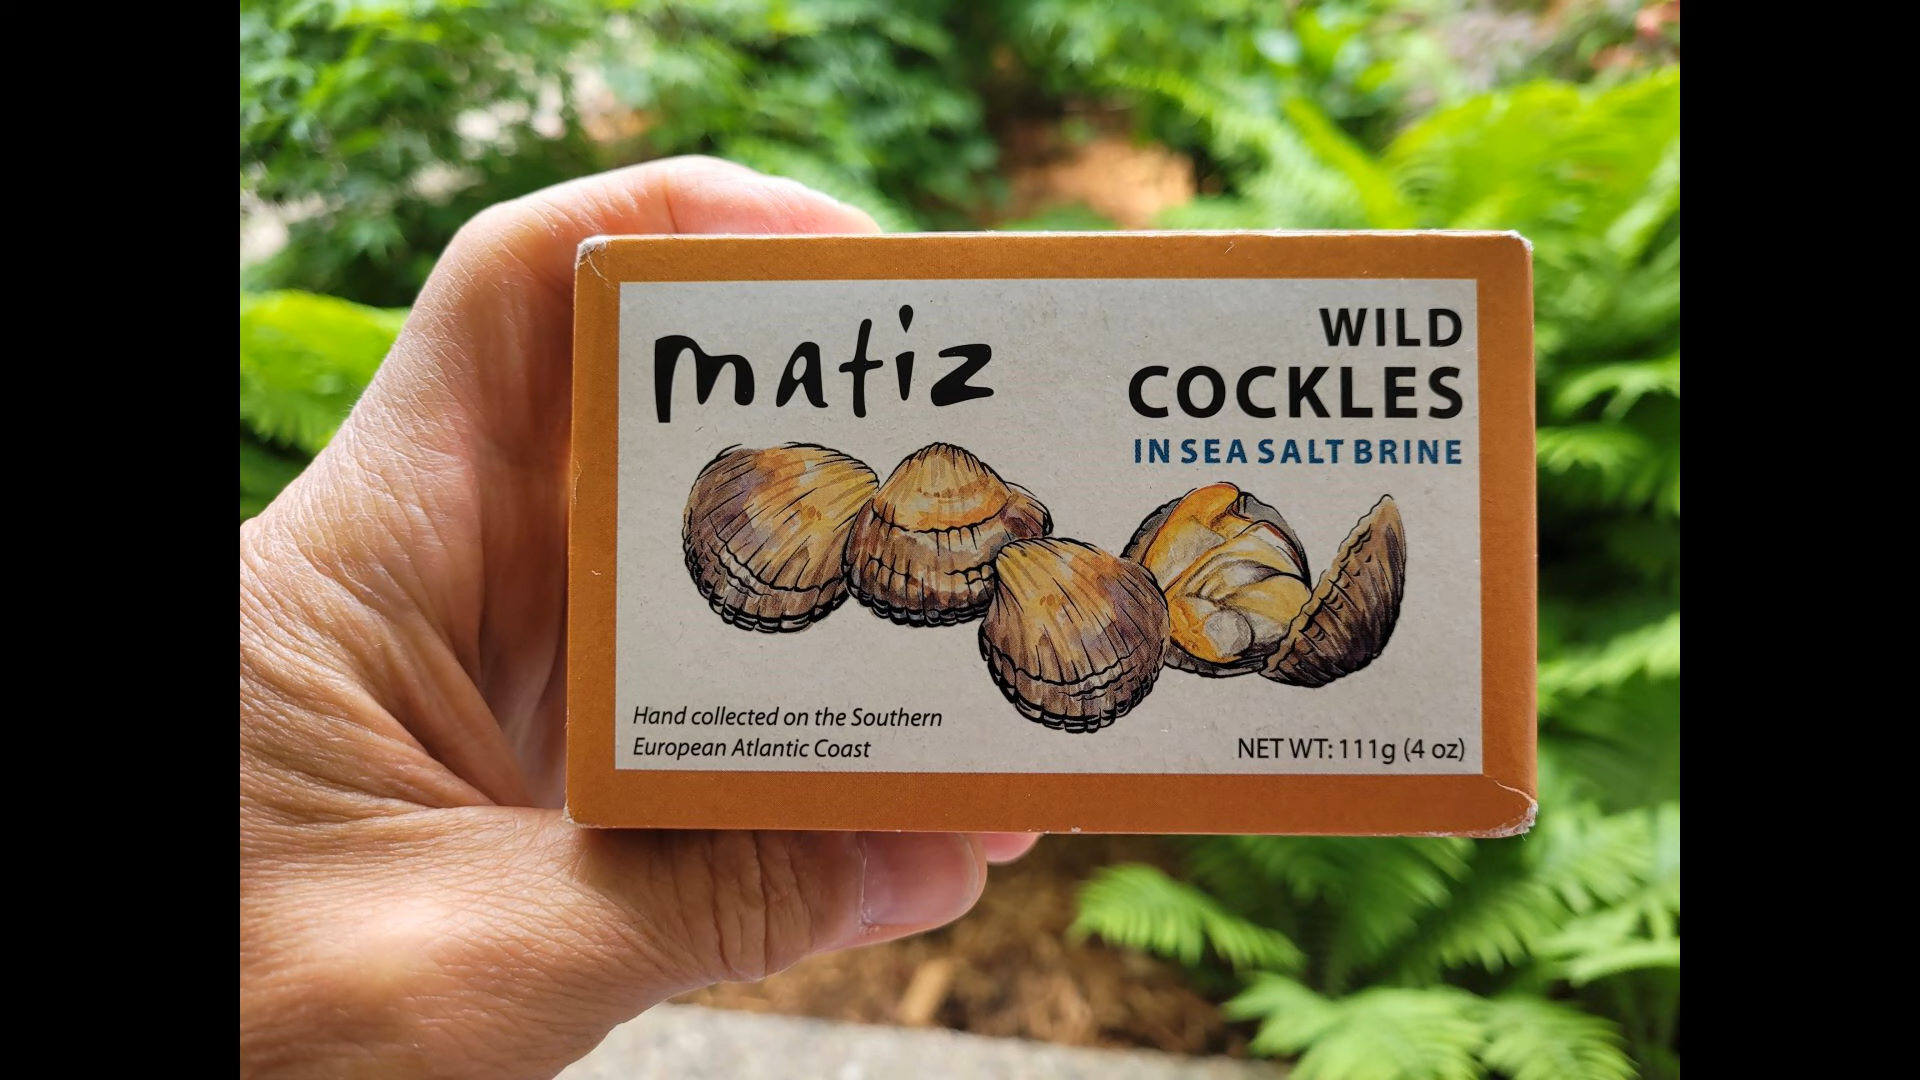 matiz
WILD
COCKLES
IN SEA SALT BRINE
Hand collected on the Southern
European Atlantic Coast
NET WT: 111g (4 oz)